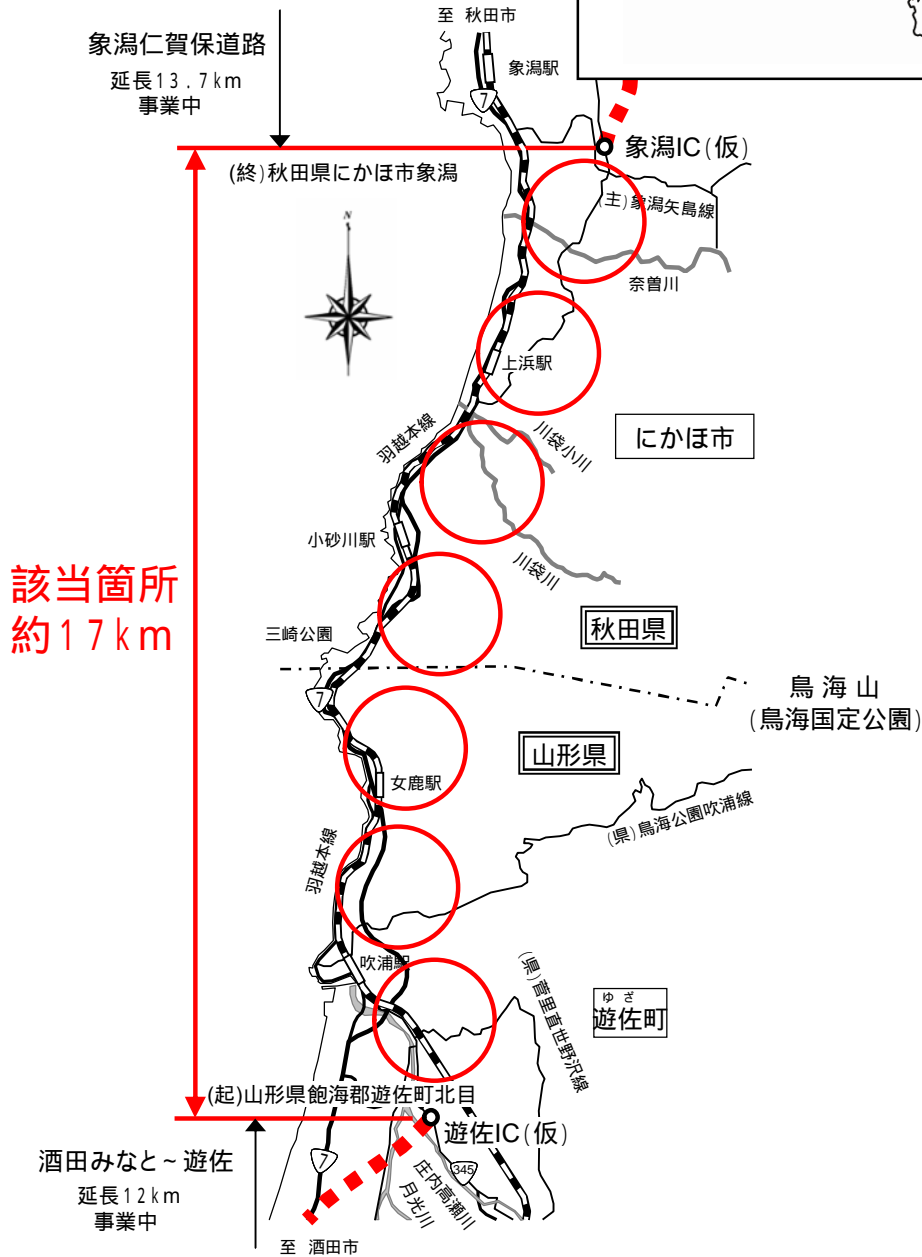 至 秋田市
象潟仁賀保道路
延長13.7km
事業中
象潟駅
7
象潟IC(仮)
(終)秋田県にかほ市象潟
(主)象潟矢島線
N
奈曽川
上浜駅
にかほ市
羽越本線
川袋小川
小砂川駅
川袋川
該当箇所
約17km
秋田県
三崎公園
鳥海山
(鳥海国定公園)
7
山形県
女鹿駅
(県)鳥海公園吹浦線
羽越本線
吹浦駅
(県)菅里直世野沢線
ゆざ
遊佐町
(起)山形県飽海郡遊佐町北目
遊佐IC(仮)
酒田みなと~遊佐
延長12km
事業中
7
345
庄内高瀬川
月光川
至 酒田市